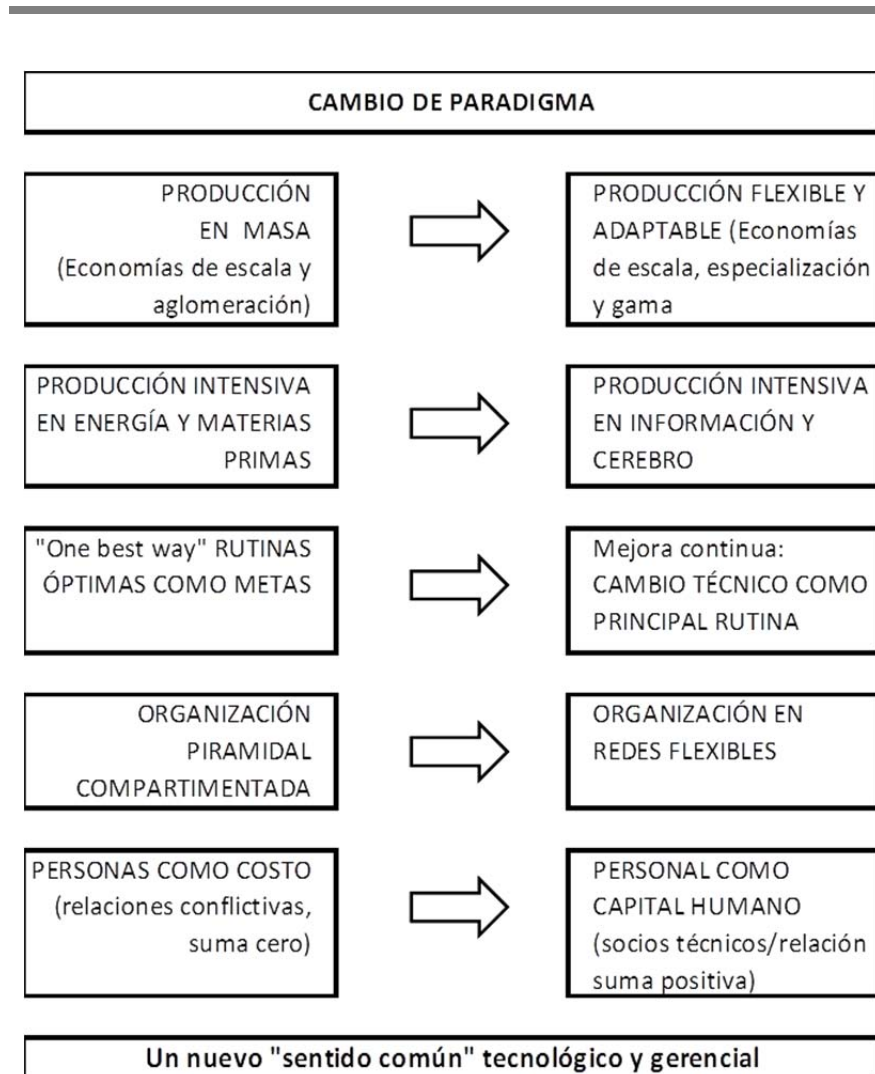 CAMBIO DE PARADIGMA
PRODUCCIÓN
EN MASA
(Economías de escala y
aglomeración)
PRODUCCIÓN FLEXIBLE Y
ADAPTABLE (Economías
de escala, especialización
y gama
PRODUCCIÓN INTENSIVA
EN ENERGÍA Y MATERIAS
PRIMAS
PRODUCCIÓN INTENSIVA
EN INFORMACIÓN Y
CEREBRO
"One best way" RUTINAS
ÓPTIMAS COMO METAS
Mejora continua:
CAMBIO TÉCNICO COMO
PRINCIPAL RUTINA
ORGANIZACIÓN
PIRAMIDAL
COMPARTIMENTADA
ORGANIZACIÓN EN
REDES FLEXIBLES
PERSONAS COMO COSTO
(relaciones conflictivas,
suma cero)
PERSONAL COMO
CAPITAL HUMANO
(socios técnicos/relación
suma positiva)
Un nuevo "sentido común" tecnológico y gerencial